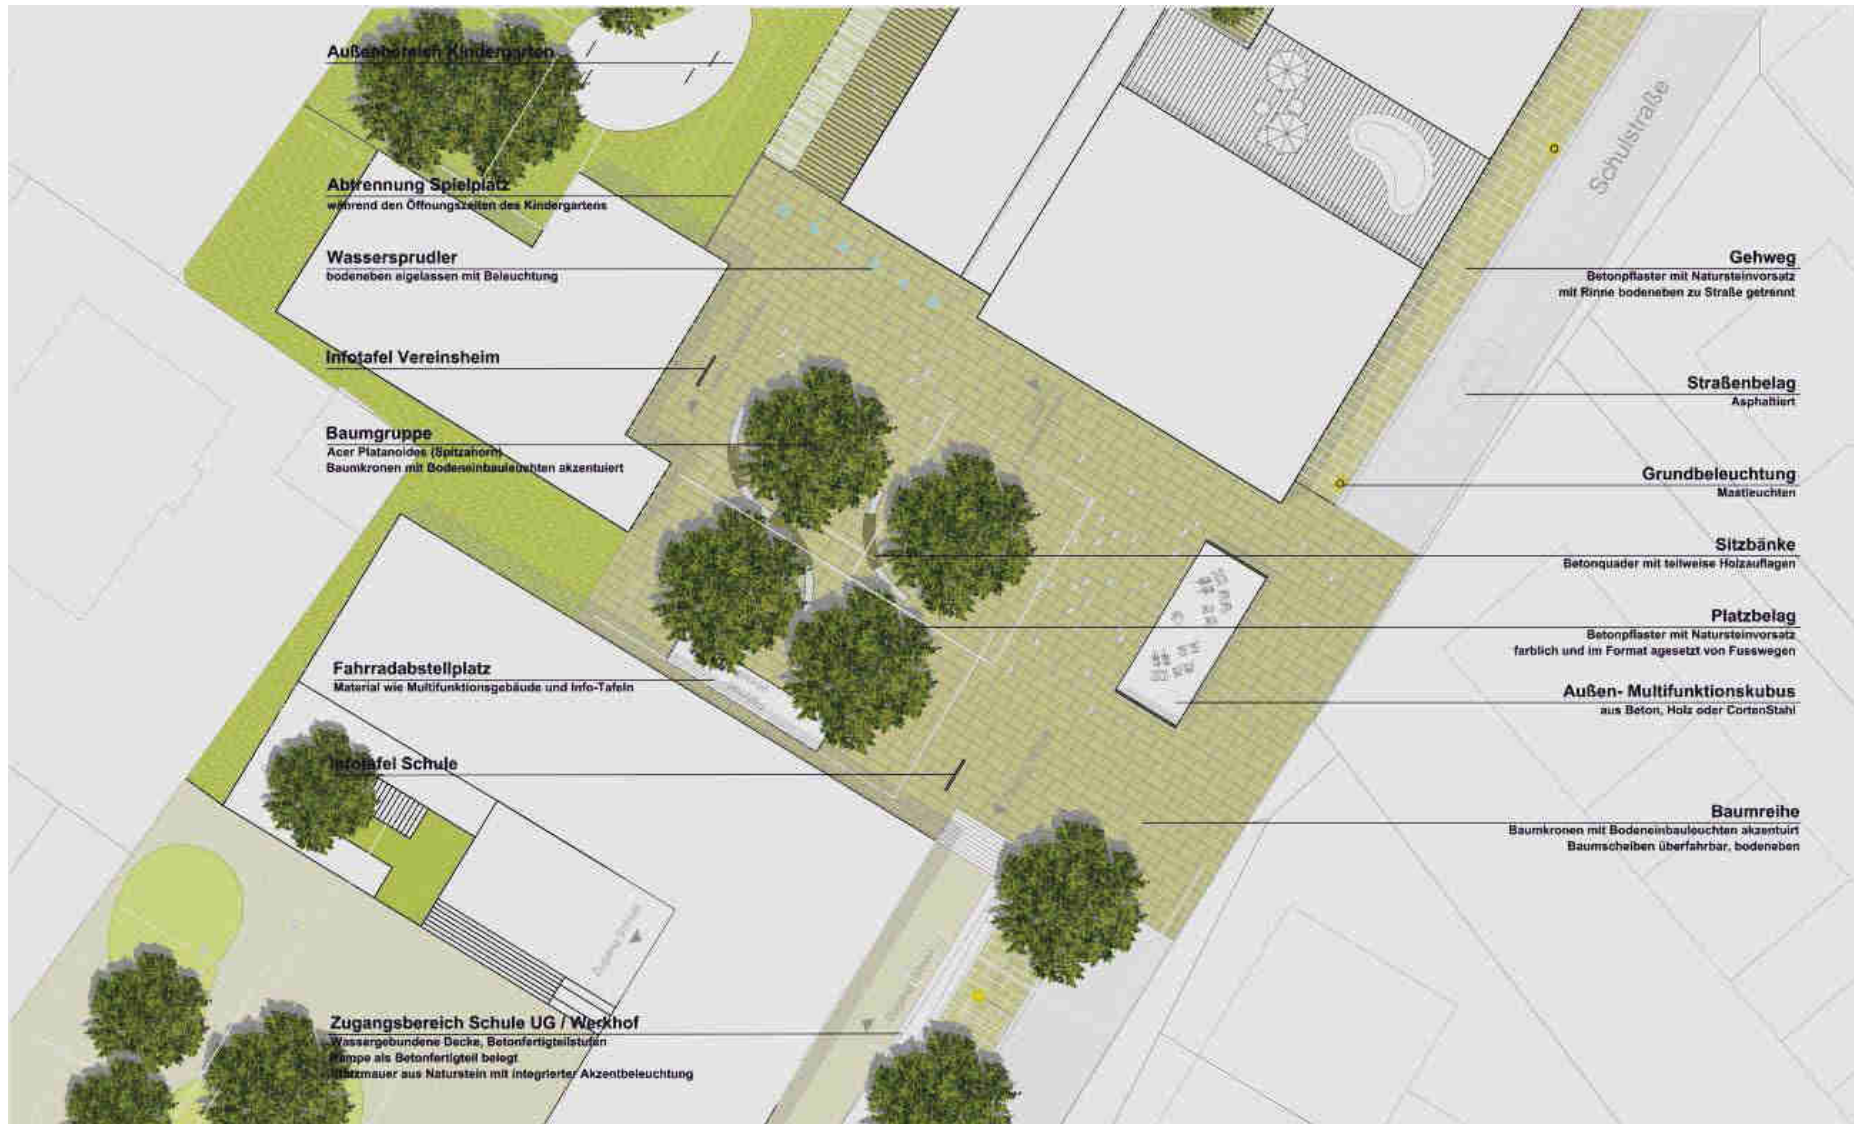 Außenbereich Kindergarten
Abtrennung Spielplatz
während den Öffnungszeiten des Kindergartens
Wassersprudler
bodeneben eigelassen mit Beleuchtung
Infotafel Vereinsheim
Baumgruppe
Acer Platanoides (Spitzahorn)
Baumkronen mit Bodeneinbauleuchten akzentuiert
Fahrradabstellplatz
Material wie Multifunktionsgebäude und Info-Tafeln
Infotafel Schule
Zugang Schule
Zugangsbereich Schule UG / Werkhof
Wassergebundene Decke, Betonfertigteilstufen
Rampe als Betonfertigteil belegt
Stützmauer aus Naturstein mit integrierter Akzentbeleuchtung
Schulstraße
Gehweg
Betonpflaster mit Natursteinvorsatz
mit Rinne bodeneben zu Straße getrennt
Straßenbelag
Asphaltiert
Grundbeleuchtung
Mastleuchten
Sitzbänke
Betonquader mit teilweise Holzauflagen
Platzbelag
Betonpflaster mit Natursteinvorsatz
farblich und im Format agesetzt von Fusswegen
Außen- Multifunktionskubus
aus Beton, Holz oder CortenStahl
Baumreihe
Baumkronen mit Bodeneinbauleuchten akzentuirt
Baumscheiben überfahrbar, bodeneben